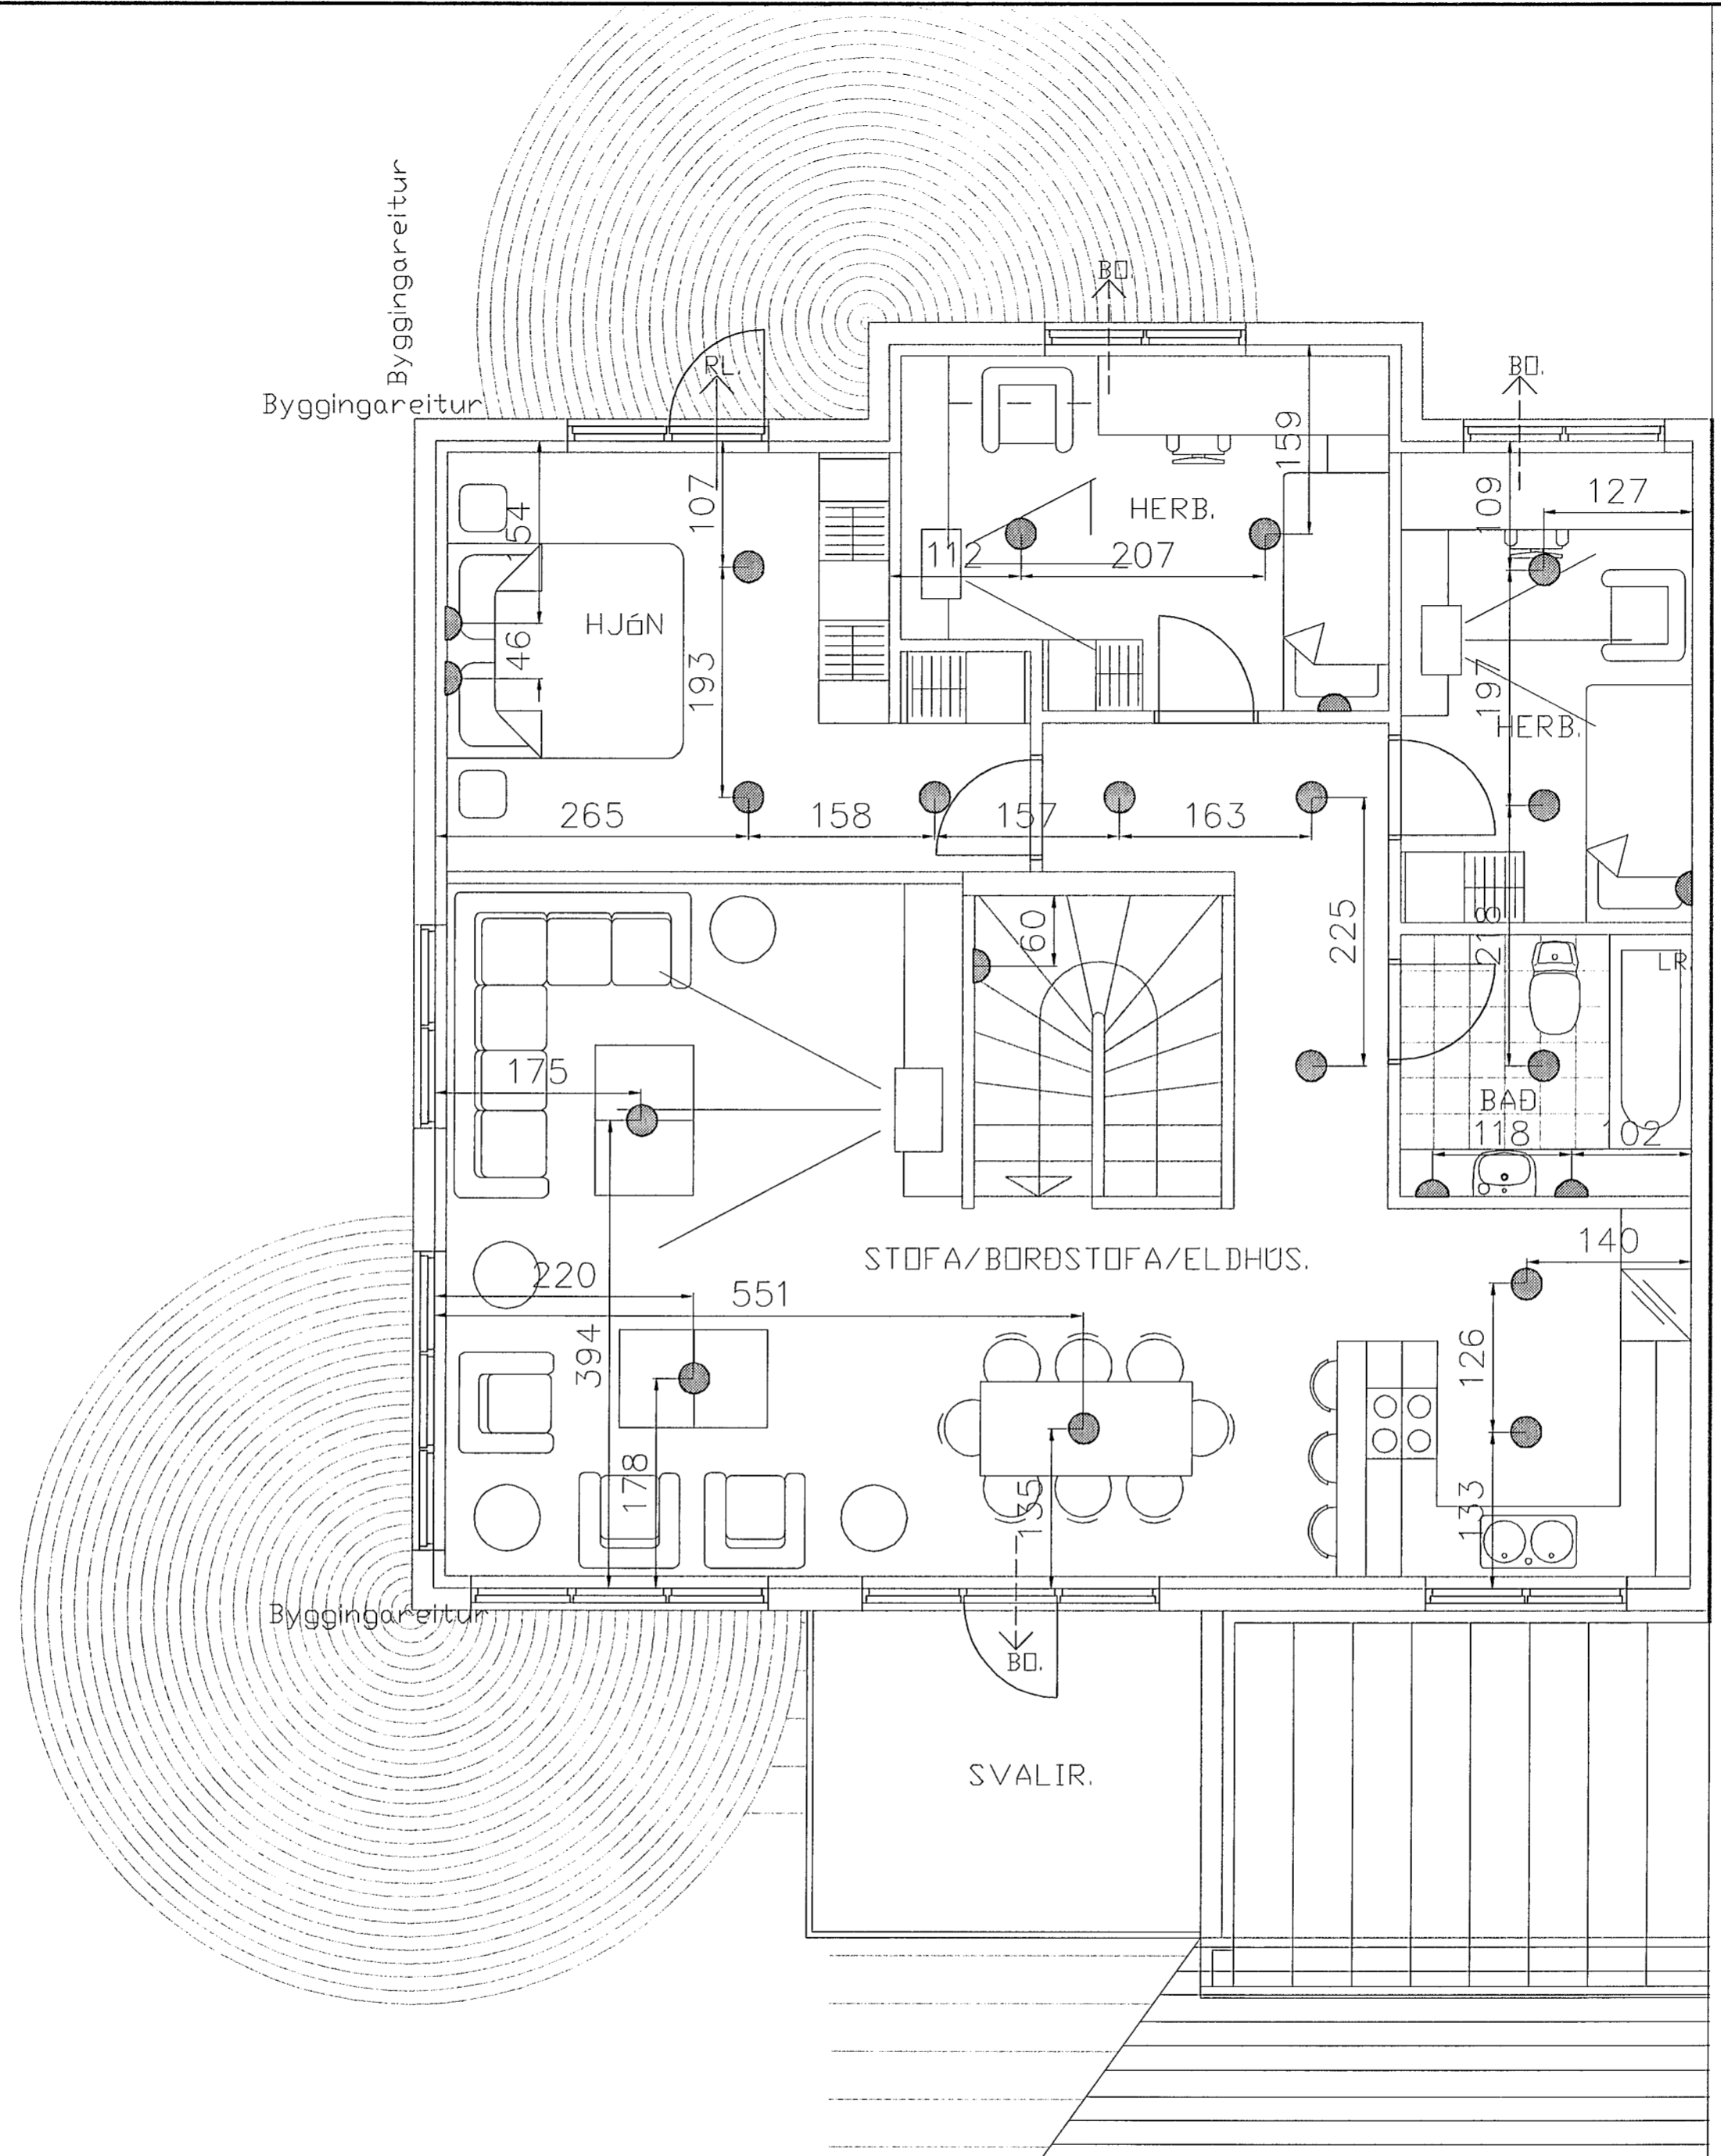 Byggingareitur
Byggingareitur
BO.
RL.
BO.
159
109
127
107
154
HERB.
112
207
HJóN
46
193
197
HERB.
265
158
157
163
60
225
218
LR.
175
BAÐ
118
102
STOFA/BORÐSTOFA/ELDHÚS.
140
220
551
394
126
178
135
133
Byggingareitur
BO.
SVALIR.